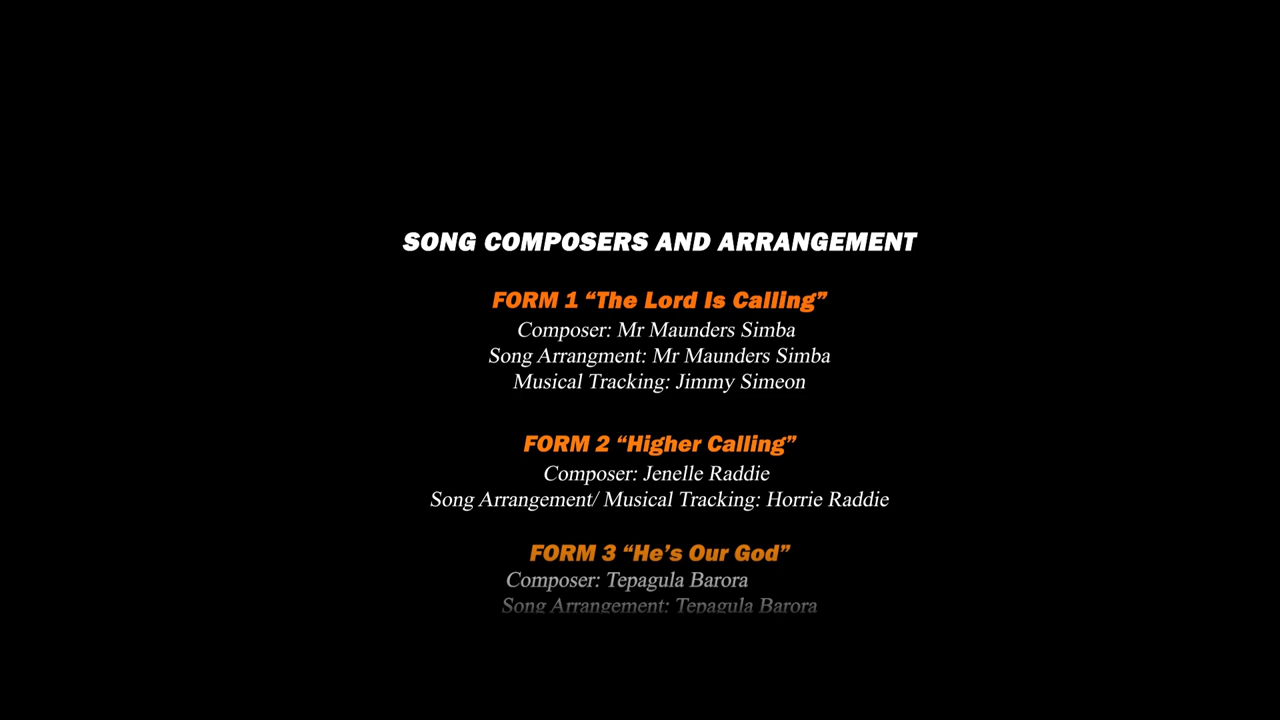 SONG COMPOSERS AND ARRANGEMENT
FORM 1 “The Lord Is Calling”
Composer: Mr Maunders Simba
Song Arrangment: Mr Maunders Simba
Musical Tracking: Jimmy Simeon
FORM 2 “Higher Calling”
Composer: Jenelle Raddie
Song Arrangement/ Musical Tracking: Horrie Raddie
FORM 3 “He’s Our God”
Composer: Tepagula Barora
Song Arrangement: Tepagula Barora